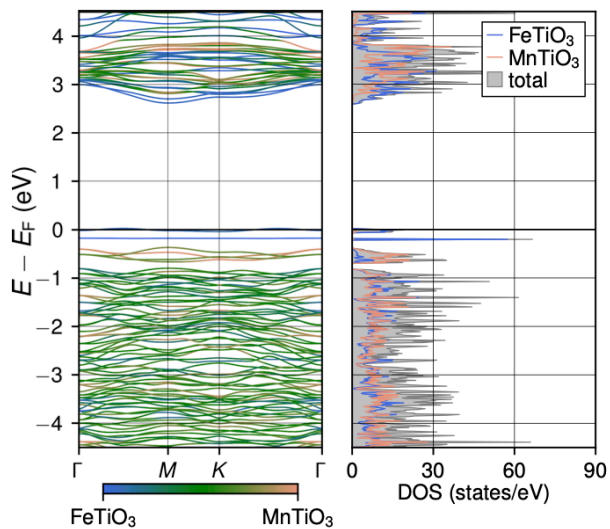 E − E_F (eV)
4
3
2
1
0
−1
−2
−3
−4
Γ M K Γ
FeTiO₃ MnTiO₃
FeTiO₃
MnTiO₃
total
0 30 60 90
DOS (states/eV)